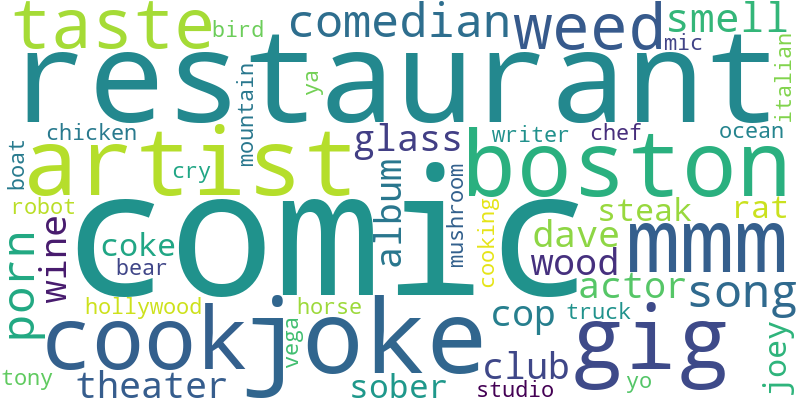 taste
bird
comedian
weed
smell
mic
restaurant
ya
mountain
italian
chicken
glass
writer
chef
ocean
boat
artist
cry
boston
album
mushroom
robot
comic
cooking
steak
rat
porn
wine
coke
bear
dave
mmm
wood
hollywood
horse
actor
song
cook
joke
cop
truck
gig
joey
vega
club
tony
theater
sober
studio
yo